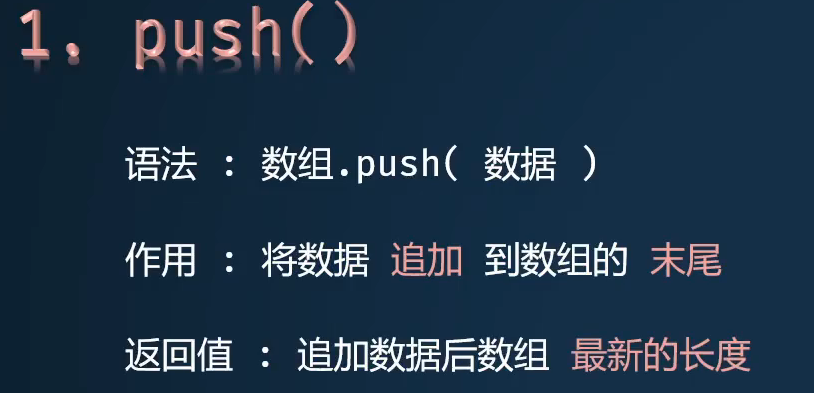 1. push()
语法 : 数组.push( 数据 )
作用 : 将数据 追加 到数组的 末尾
返回值 : 追加数据后数组 最新的长度